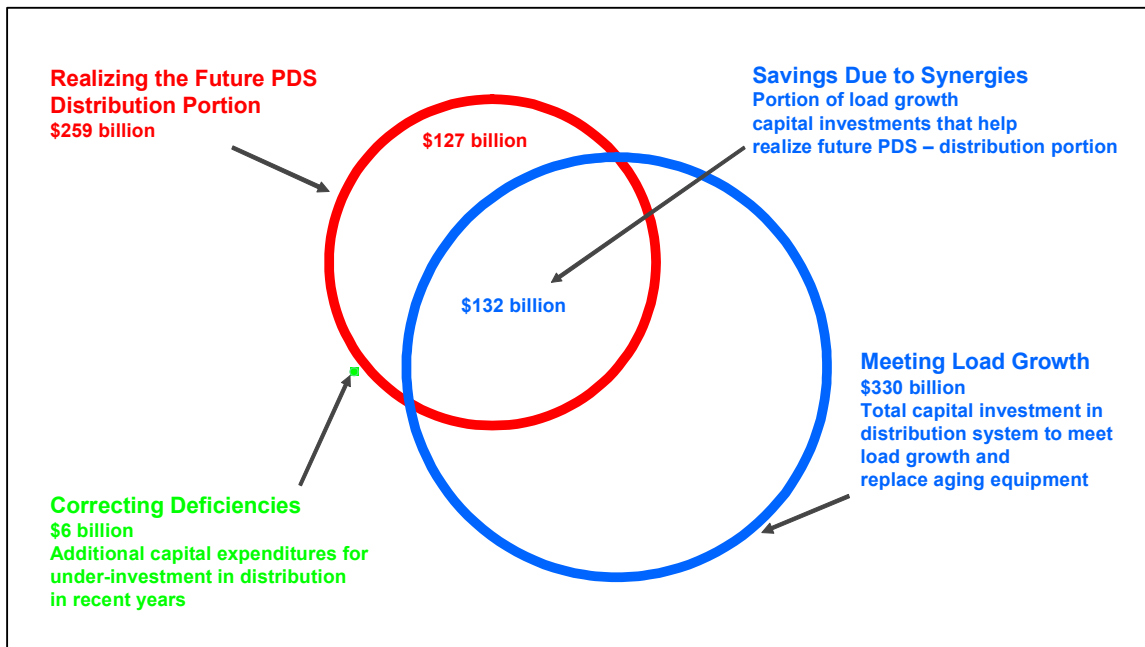 Realizing the Future PDS
Distribution Portion
$259 billion
$127 billion
Savings Due to Synergies
Portion of load growth
capital investments that help
realize future PDS – distribution portion
$132 billion
Meeting Load Growth
$330 billion
Total capital investment in
distribution system to meet
load growth and
replace aging equipment
Correcting Deficiencies
$6 billion
Additional capital expenditures for
under-investment in distribution
in recent years